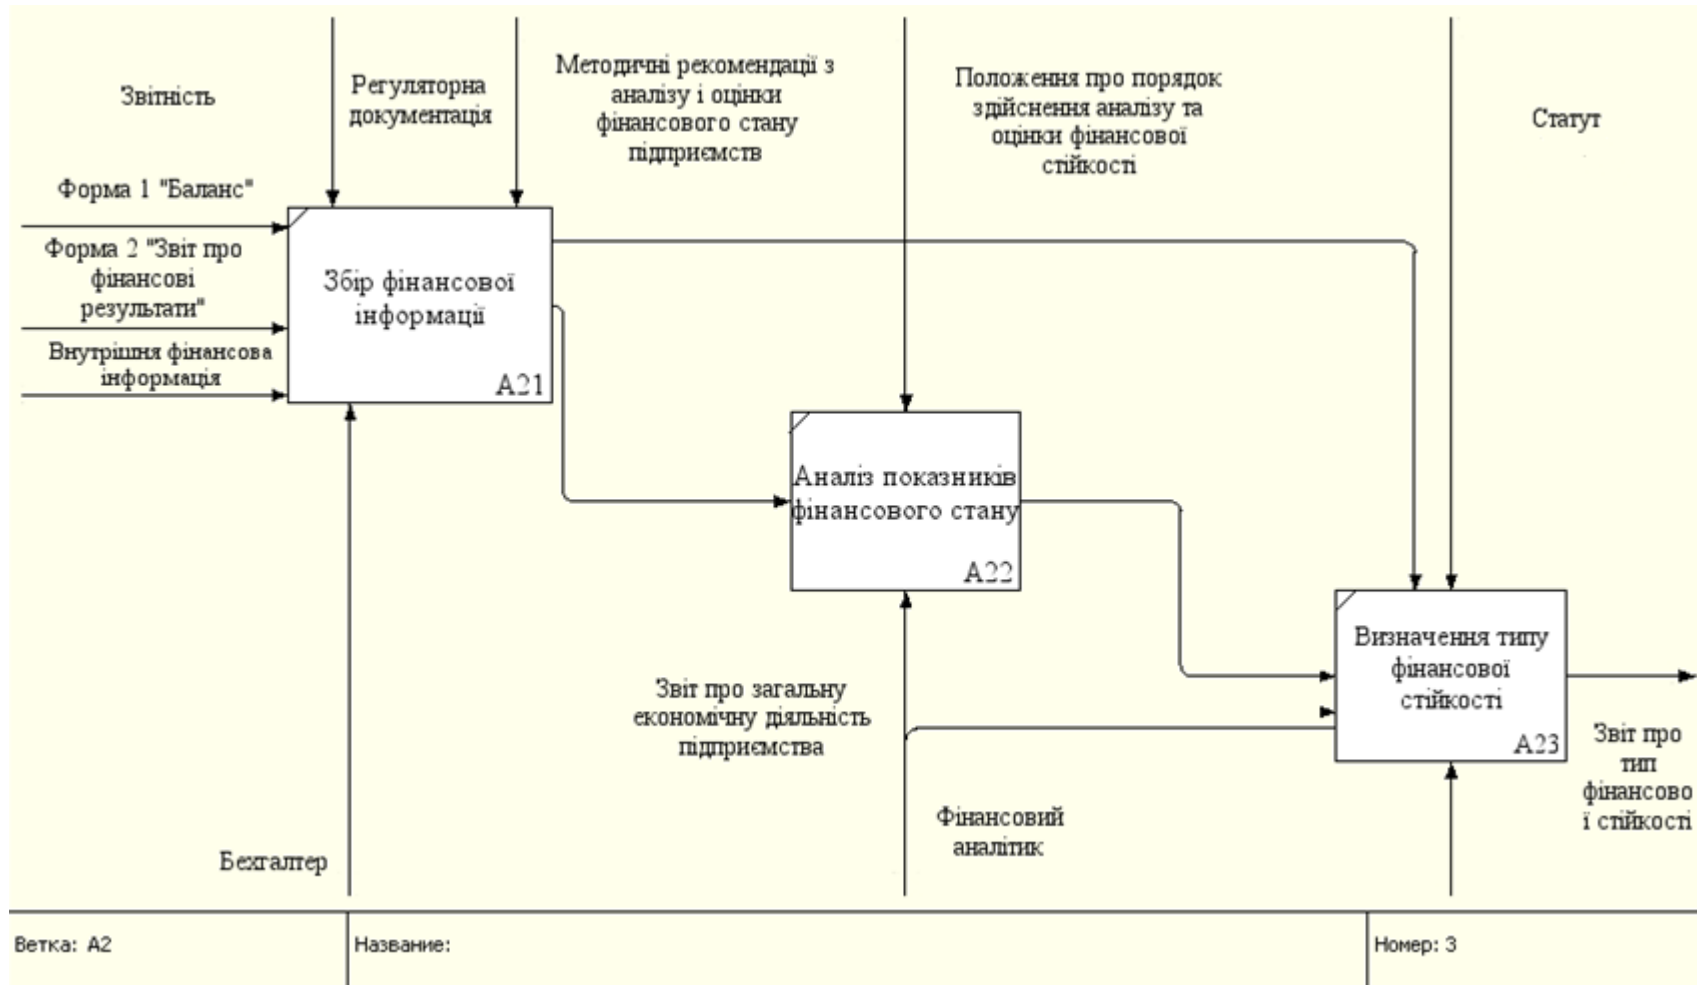 Звітність
Регуляторна
документація
Методичні рекомендації з
аналізу і оцінки
фінансового стану
підприємств
Положення про порядок
здійснення аналізу та
оцінки фінансової
стійкості
Статут
Форма 1 "Баланс"
Форма 2 "Звіт про
фінансові
результати"
Внутрішня фінансова
інформація
Збір фінансової
інформації
А21
Аналіз показників
фінансового стану
А22
Визначення типу
фінансової
стійкості
А23
Звіт про загальну
економічну діяльність
підприємства
Звіт про
тип
фінансово
ї стійкості
Фінансовий
аналітик
Бехгалтер
Ветка: A2
Название:
Номер: 3